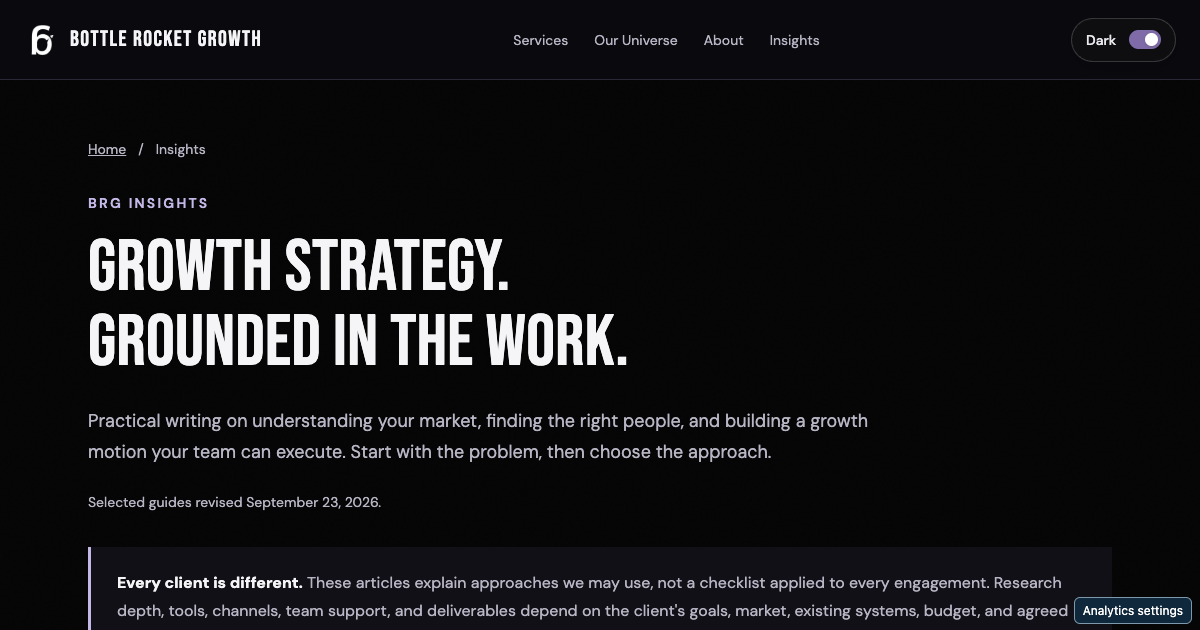 BOTTLE ROCKET GROWTH
Services
Our Universe
About
Insights
Dark
Home / Insights
BRG INSIGHTS
GROWTH STRATEGY.
GROUNDED IN THE WORK.
Practical writing on understanding your market, finding the right people, and building a growth
motion your team can execute. Start with the problem, then choose the approach.
Selected guides revised September 23, 2026.
Every client is different. These articles explain approaches we may use, not a checklist applied to every engagement. Research
depth, tools, channels, team support, and deliverables depend on the client's goals, market, existing systems, budget, and agreed
Analytics settings